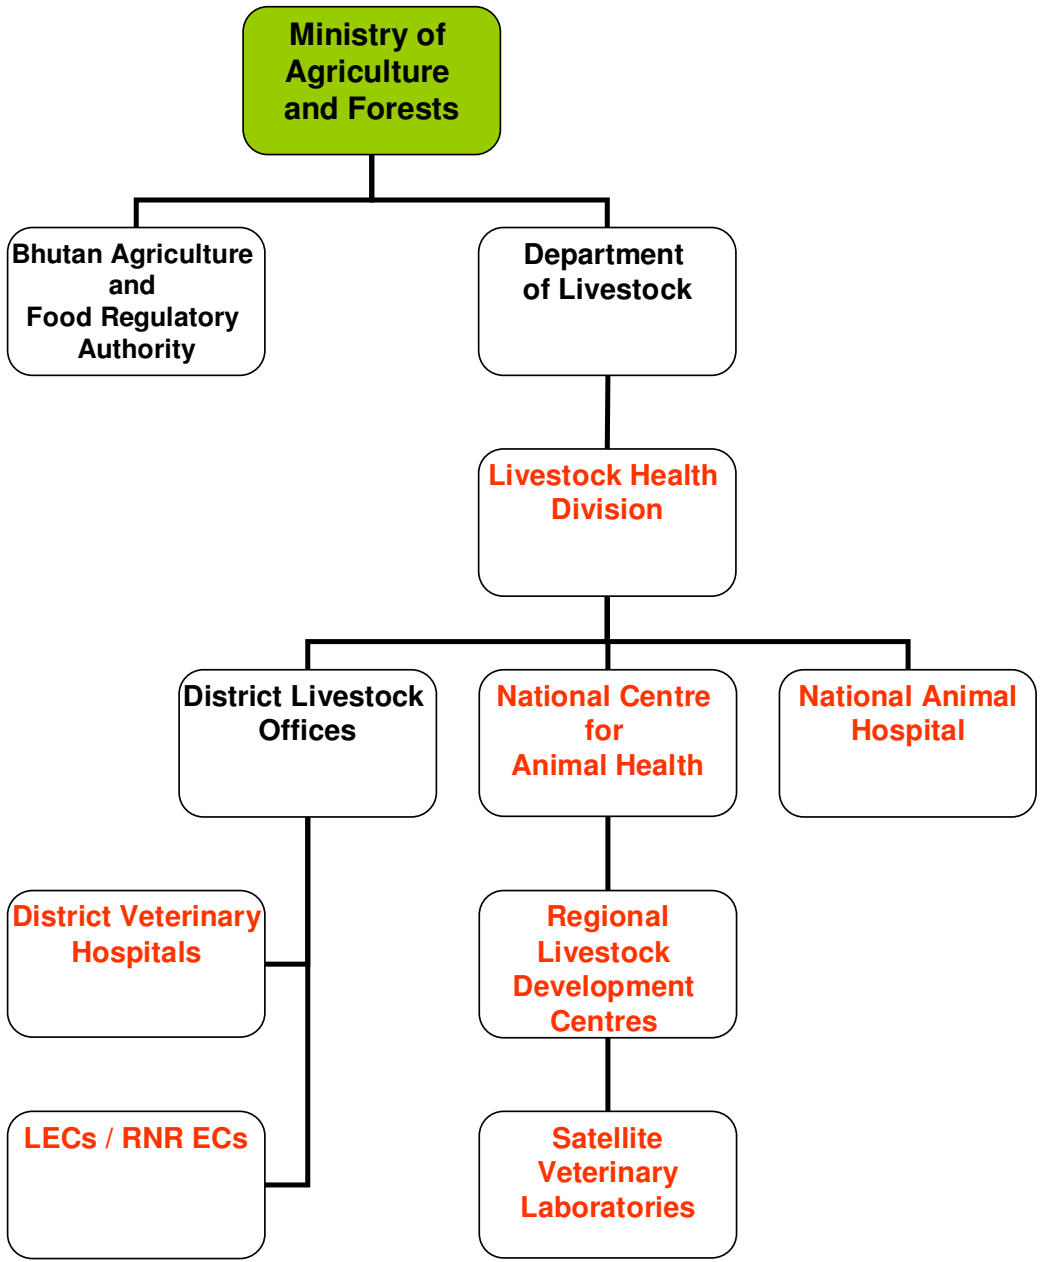 Ministry of
Agriculture
and Forests
Bhutan Agriculture
and
Food Regulatory
Authority
Department
of Livestock
Livestock Health
Division
District Livestock
Offices
National Centre
for
Animal Health
National Animal
Hospital
District Veterinary
Hospitals
Regional
Livestock
Development
Centres
LECs / RNR ECs
Satellite
Veterinary
Laboratories